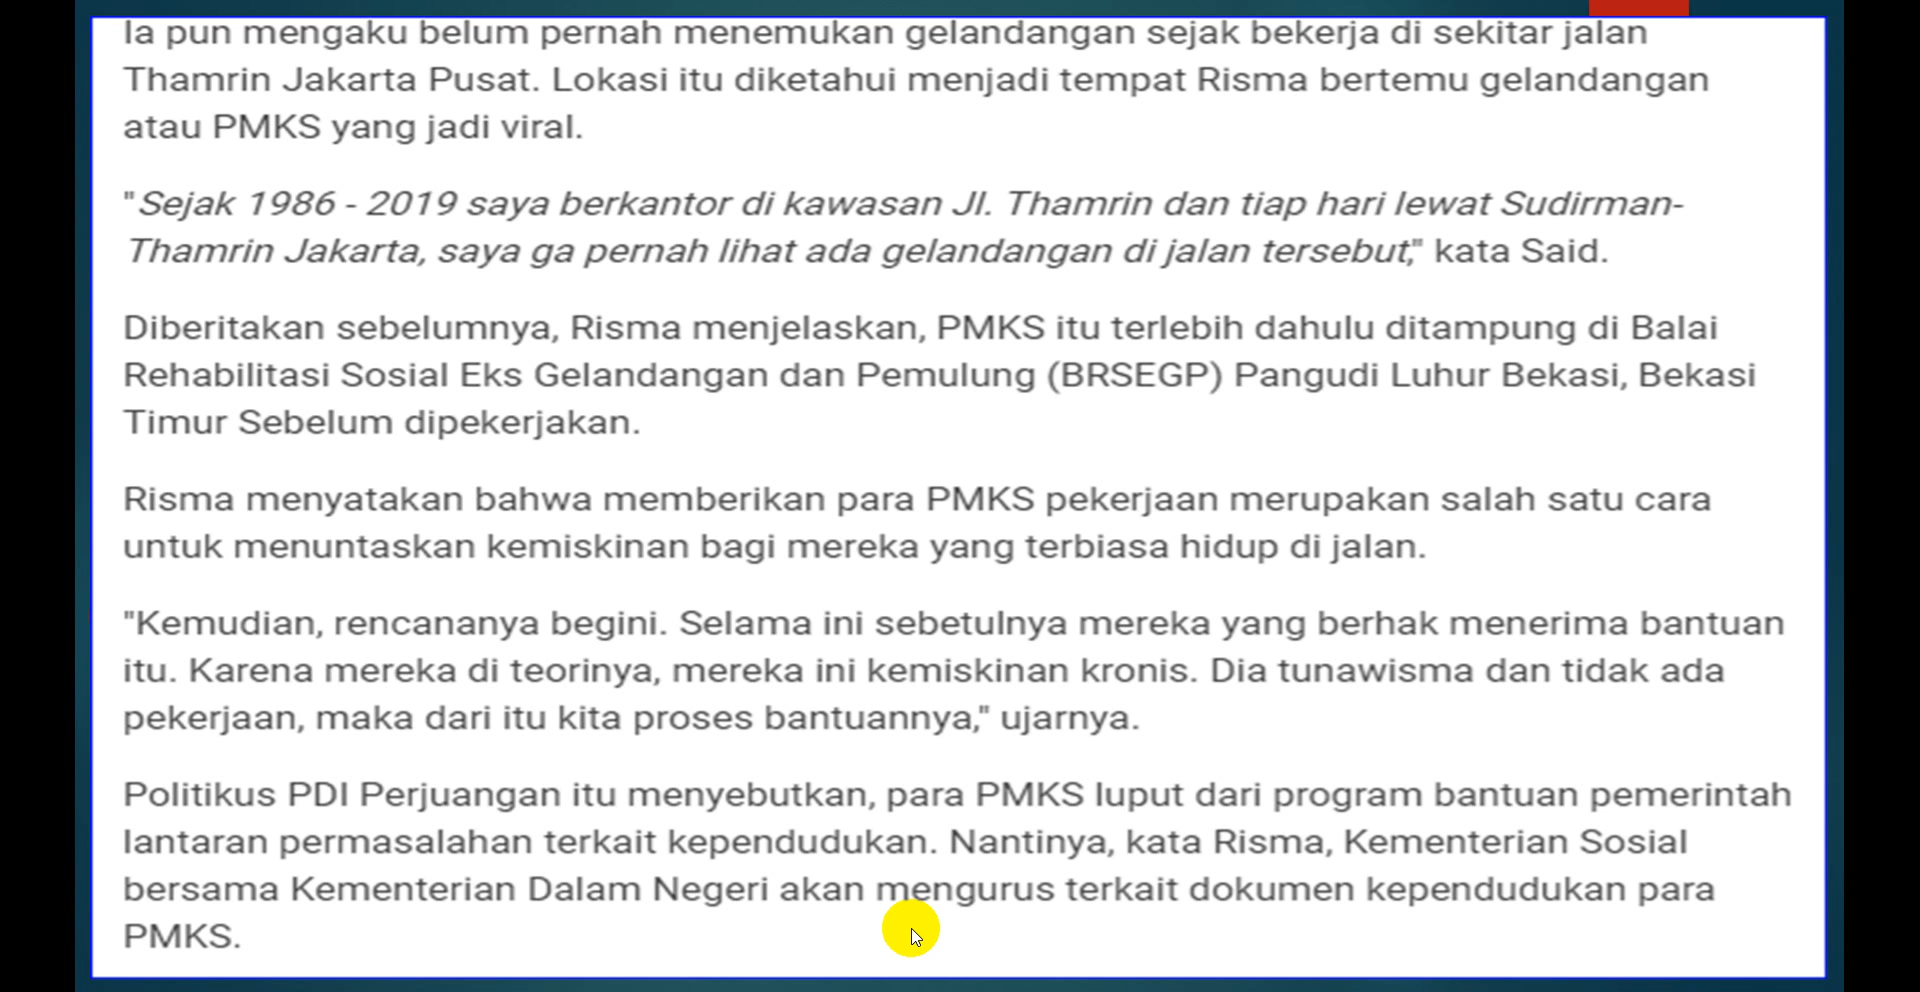 Ia pun mengaku belum pernah menemukan gelandangan sejak bekerja di sekitar jalan
Thamrin Jakarta Pusat. Lokasi itu diketahui menjadi tempat Risma bertemu gelandangan
atau PMKS yang jadi viral.
"Sejak 1986 - 2019 saya berkantor di kawasan Jl. Thamrin dan tiap hari lewat Sudirman-
Thamrin Jakarta, saya ga pernah lihat ada gelandangan di jalan tersebut," kata Said.
Diberitakan sebelumnya, Risma menjelaskan, PMKS itu terlebih dahulu ditampung di Balai
Rehabilitasi Sosial Eks Gelandangan dan Pemulung (BRSEGP) Pangudi Luhur Bekasi, Bekasi
Timur Sebelum dipekerjakan.
Risma menyatakan bahwa memberikan para PMKS pekerjaan merupakan salah satu cara
untuk menuntaskan kemiskinan bagi mereka yang terbiasa hidup di jalan.
"Kemudian, rencananya begini. Selama ini sebetulnya mereka yang berhak menerima bantuan
itu. Karena mereka di teorinya, mereka ini kemiskinan kronis. Dia tunawisma dan tidak ada
pekerjaan, maka dari itu kita proses bantuannya," ujarnya.
Politikus PDI Perjuangan itu menyebutkan, para PMKS luput dari program bantuan pemerintah
lantaran permasalahan terkait kependudukan. Nantinya, kata Risma, Kementerian Sosial
bersama Kementerian Dalam Negeri akan mengurus terkait dokumen kependudukan para
PMKS.